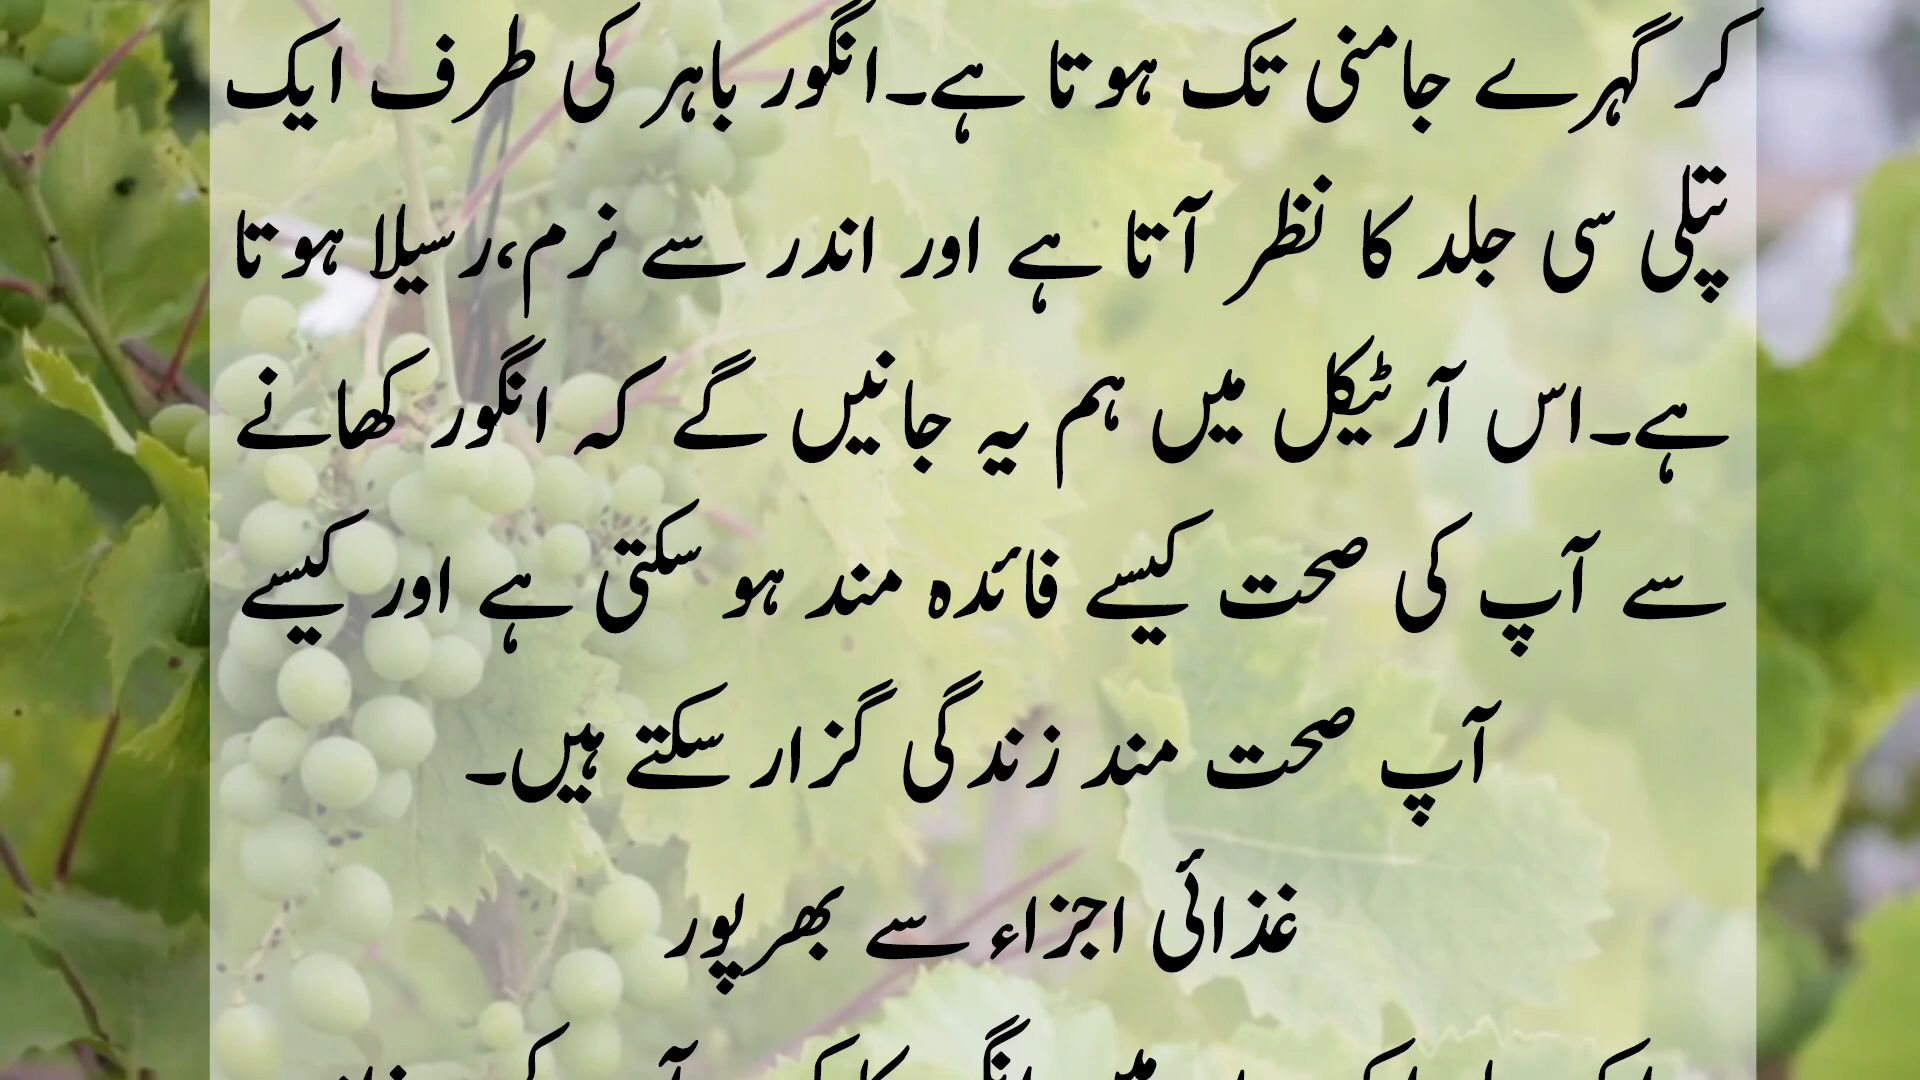 کر گہرے جامنی تک ہوتا ہے۔انگور باہر کی طرف ایک
پتلی سی جلد کا نظر آتا ہے اور اندر سے نرم،رسیلا ہوتا
ہے۔اس آرٹیکل میں ہم یہ جانیں گے کہ انگور کھانے
سے آپ کی صحت کیسے فائدہ مند ہو سکتی ہے اور کیسے
آپ صحت مند زندگی گزار سکتے ہیں۔
غذائی اجزاء سے بھرپور